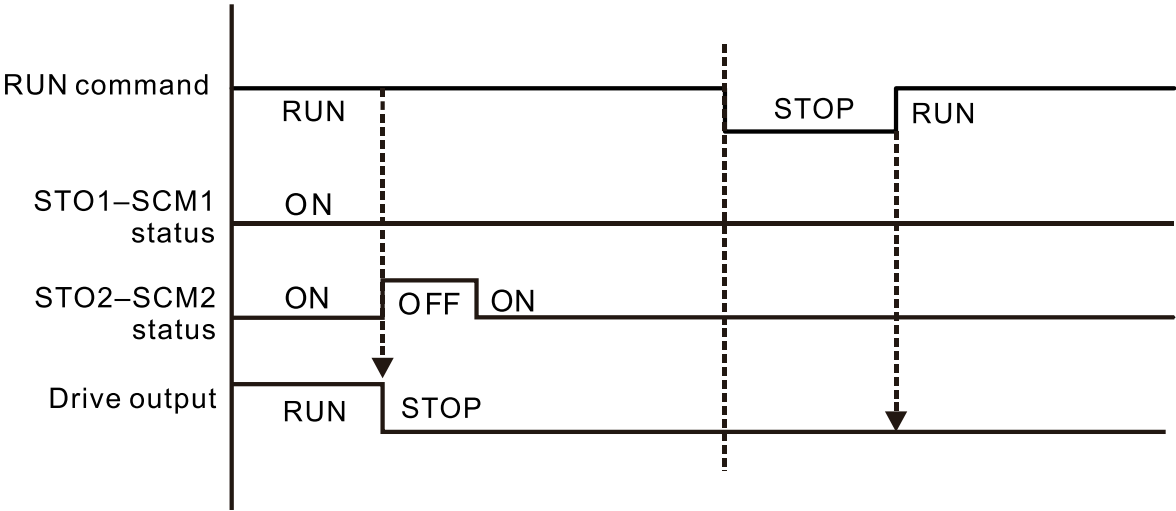 RUN command
RUN
STOP
RUN
STO1–SCM1
status
ON
STO2–SCM2
status
ON
OFF
ON
Drive output
RUN
STOP